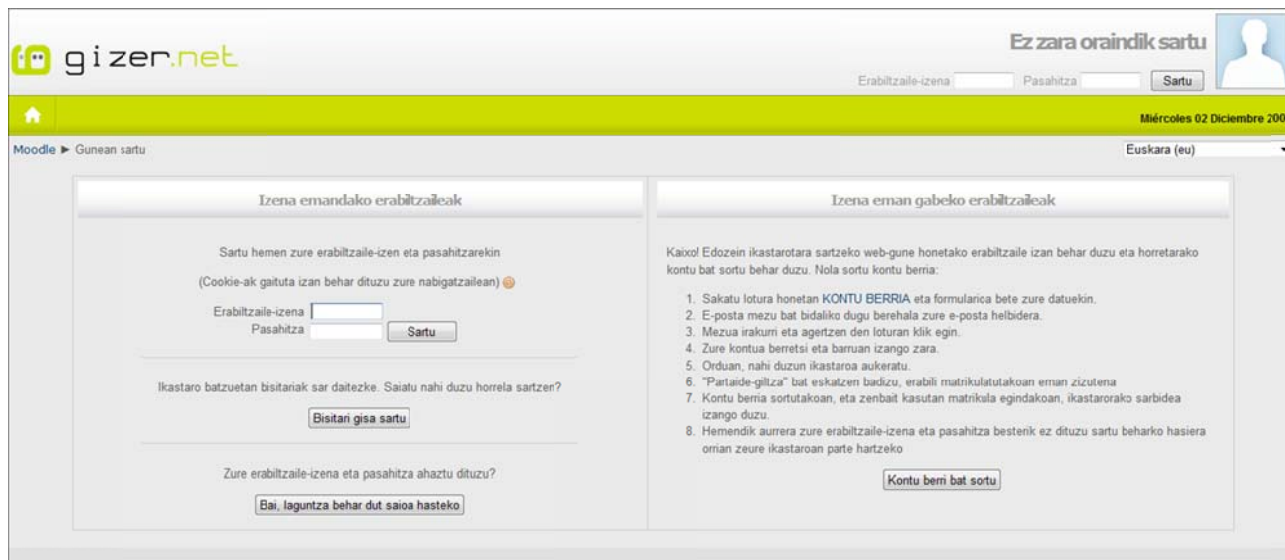 gizer.net
Ez zara oraindik sartu
Erabiltzaile-izena
Pasahitza
Sartu
Miércoles 02 Diciembre 200
Moodle ► Gunean sartu
Euskara (eu)
Izena emandako erabiltzaileak
Sartu hemen zure erabiltzaile-izen eta pasahitzarekin
(Cookie-ak gaituta izan behar dituzu zure nabigatzailean)
Erabiltzaile-izena
Pasahitza
Sartu
Ikastaro batzuetan bisitariak sar daitezke. Saiatu nahi duzu horrela sartzen?
Bisitari gisa sartu
Zure erabiltzaile-izena eta pasahitza ahaztu dituzu?
Bai, laguntza behar dut saioa hasteko
Izena eman gabeko erabiltzaileak
Kaixo! Edozein ikastarotara sartzeko web-gune honetako erabiltzaile izan behar duzu eta horretarako
kontu bat sortu behar duzu. Nola sortu kontu berria:
1. Sakatu lotura honetan KONTU BERRIA eta formularioa bete zure datuekin.
2. E-posta mezu bat bidaliko dugu berehala zure e-posta helbidera.
3. Mezua irakurri eta agertzen den loturan klik egin.
4. Zure kontua berretsi eta barruan izango zara.
5. Orduan, nahi duzun ikastaroa aukeratu.
6. "Partaide-giltza" bat eskatzen badizu, erabili matrikulatutakoan eman zizutena
7. Kontu berria sortutakoan, eta zenbait kasutan matrikula egindakoan, ikastarorako sarbidea
izango duzu.
8. Hemendik aurrera zure erabiltzaile-izena eta pasahitza besterik ez dituzu sartu beharko hasiera
orrian zeure ikastaroan parte hartzeko
Kontu berri bat sortu